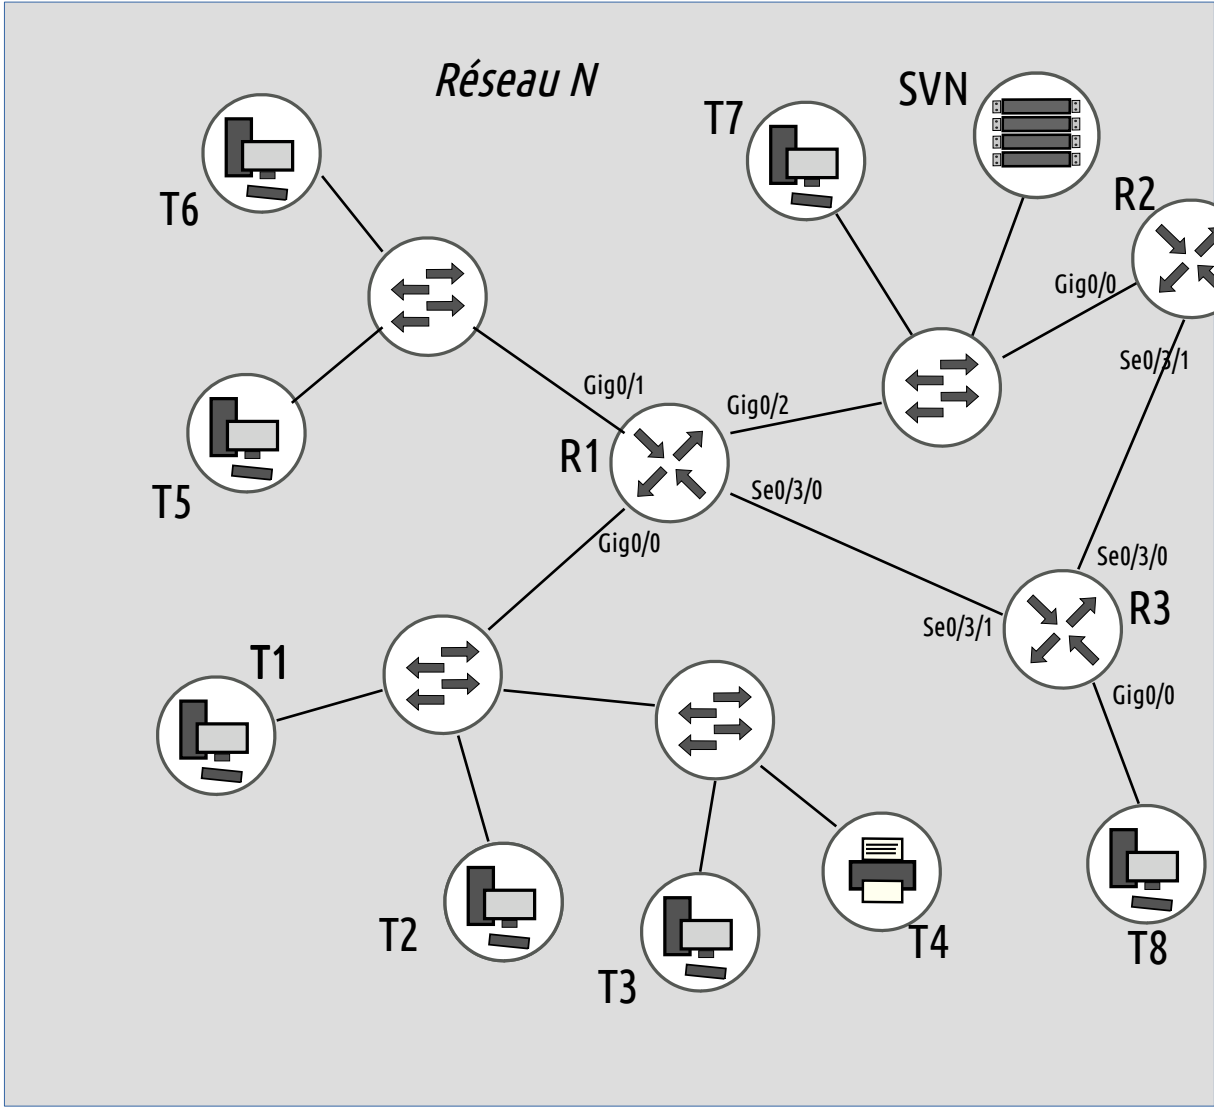 Réseau N
SVN
T7
R2
T6
Gig0/0
Se0/3/1
Gig0/1
Gig0/2
R1
T5
Se0/3/0
Gig0/0
Se0/3/0
R3
Se0/3/1
T1
Gig0/0
T2
T4
T8
T3